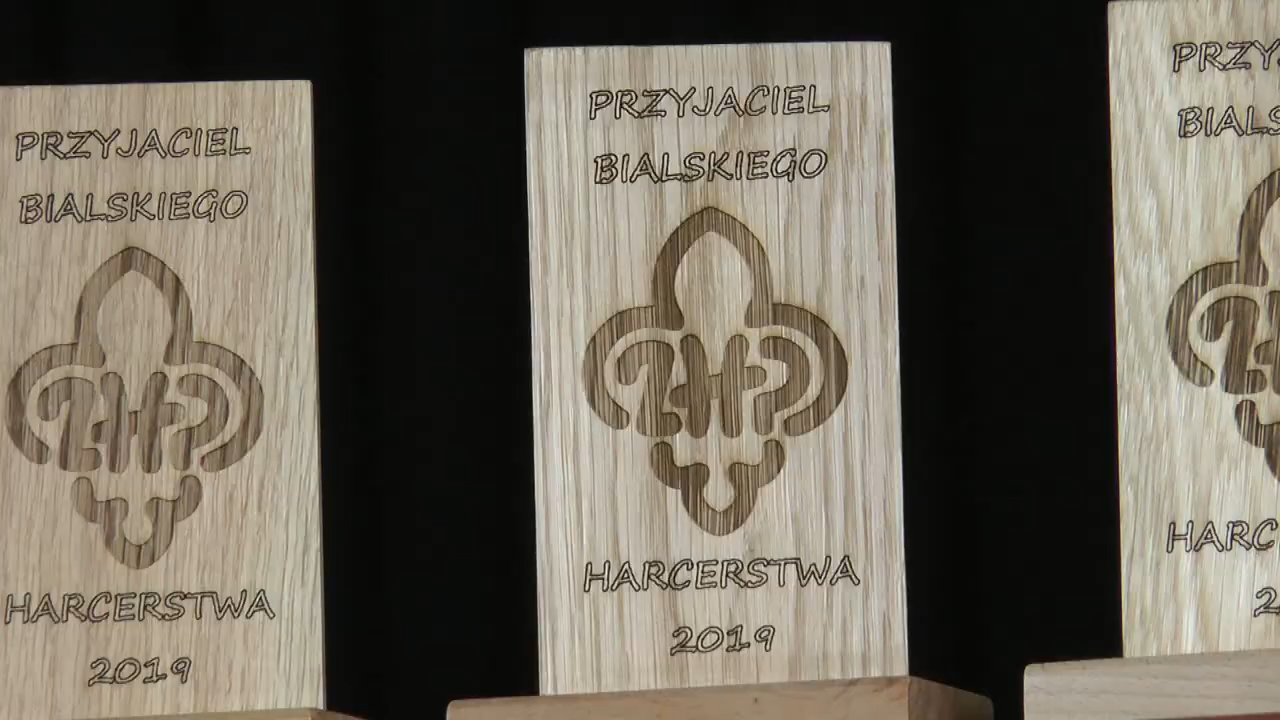 PRZYJACIEL
BIALSKIEGO
ZHP
HARCERSTWA
2019
PRZYJACIEL
BIALSKIEGO
ZHP
HARCERSTWA
2019